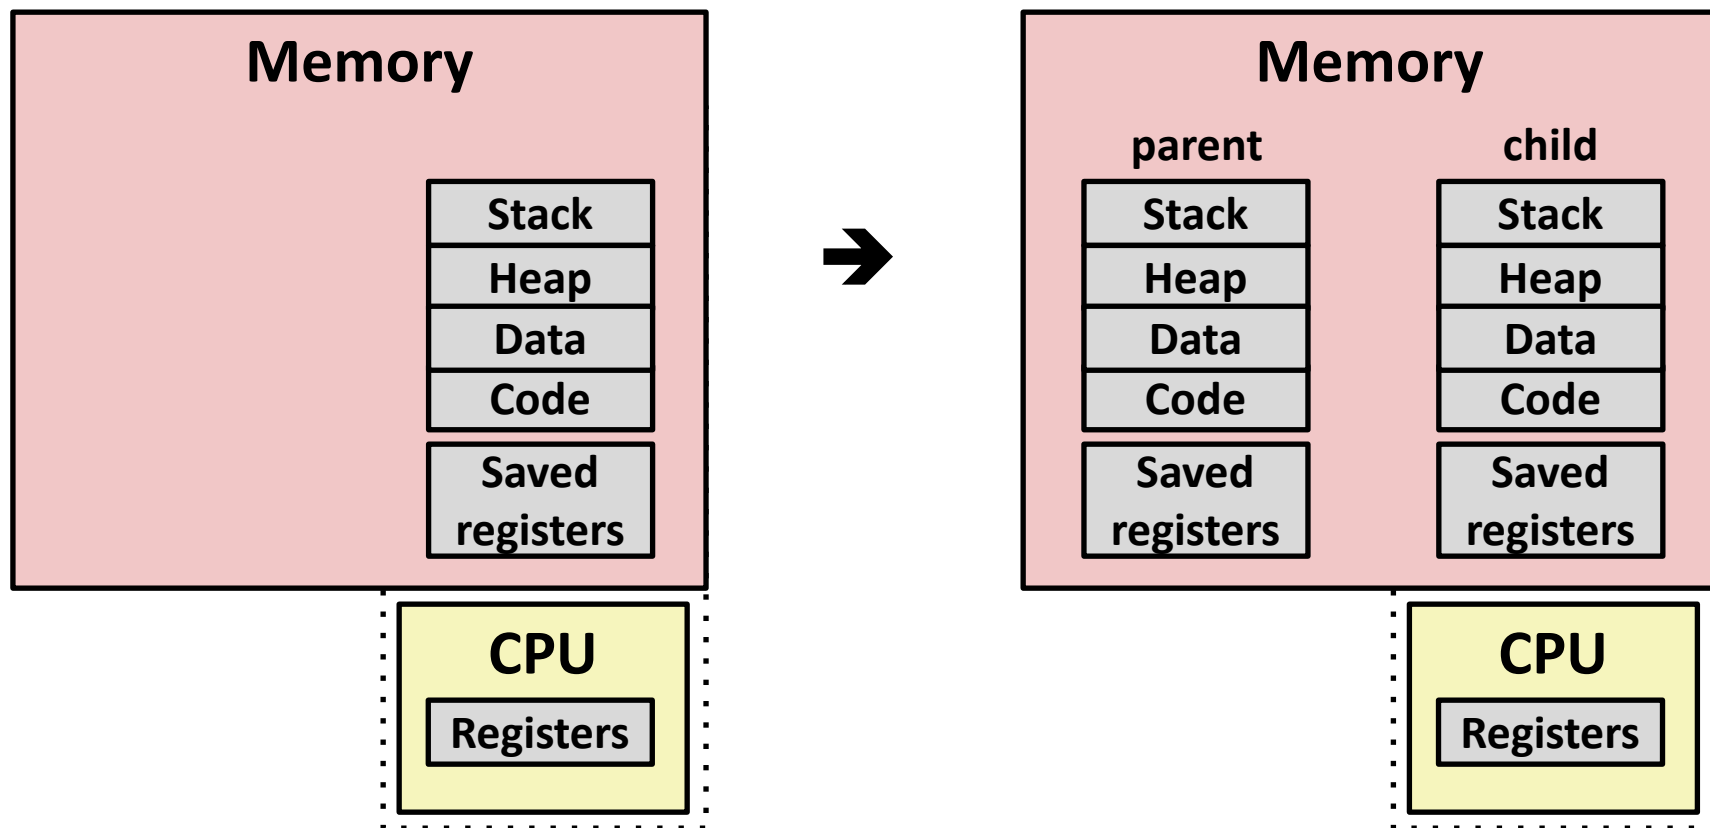 Memory
Stack
Heap
Data
Code
Saved
registers
CPU
Registers
Memory
parent
Stack
Heap
Data
Code
Saved
registers
child
Stack
Heap
Data
Code
Saved
registers
CPU
Registers